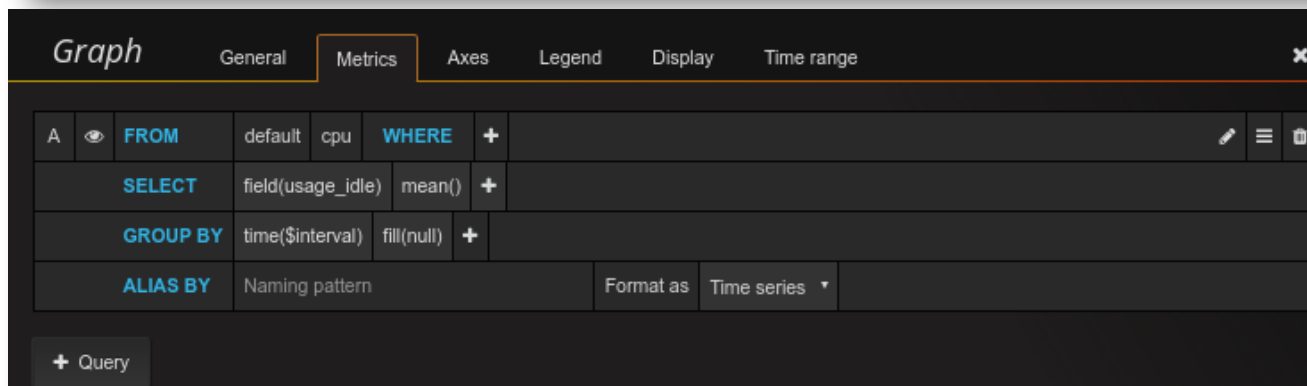 Graph General Metrics Axes Legend Display Time range
A FROM default cpu WHERE +
SELECT field(usage_idle) mean() +
GROUP BY time($interval) fill(null) +
ALIAS BY Naming pattern Format as Time series
+ Query